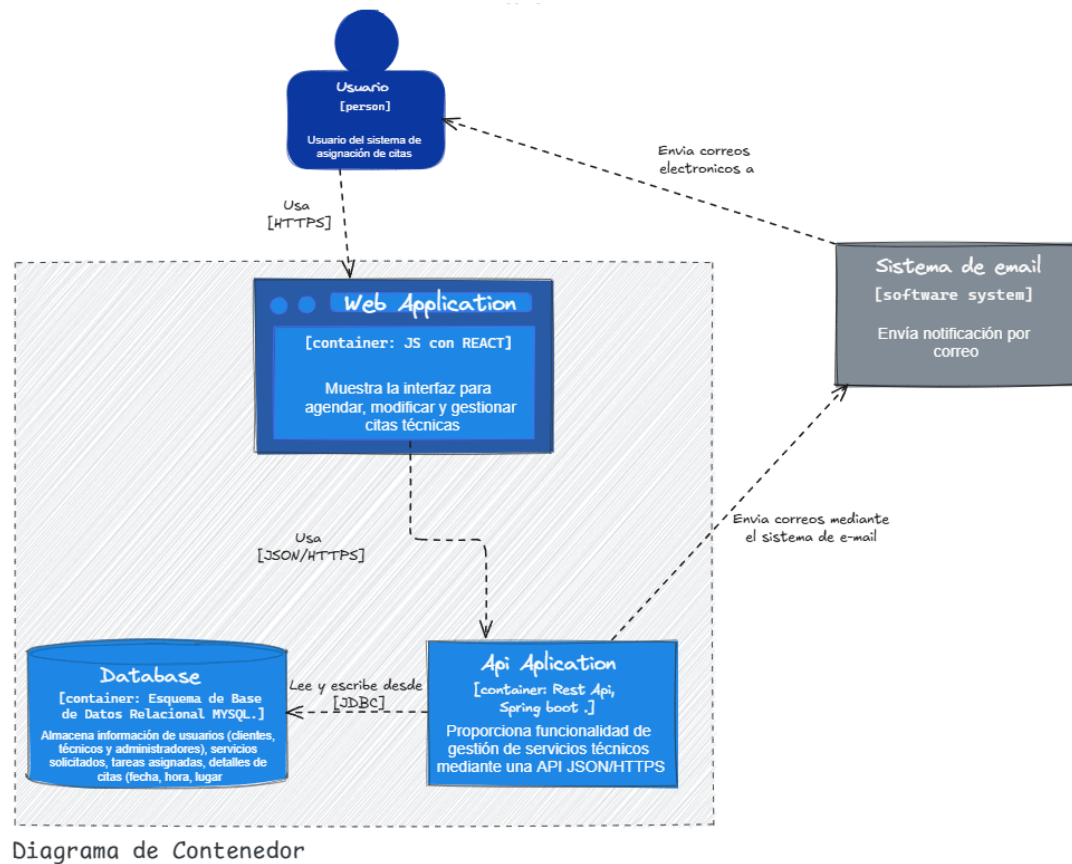 Usuario
[person]
Usuario del sistema de
asignación de citas
Envia correos
electronicos a
Usa
[HTTPS]
Sistema de email
[software system]
Envía notificación por
correo
Web Application
[container: JS con REACT]
Muestra la interfaz para
agendar, modificar y gestionar
citas técnicas
Envia correos mediante
el sistema de e-mail
Usa
[JSON/HTTPS]
Database
[container: Esquema de Base
de Datos Relacional MYSQL.]
Almacena información de usuarios (clientes,
técnicos y administradores), servicios
solicitados, tareas asignadas, detalles de
citas (fecha, hora, lugar
Lee y escribe desde
[JDBC]
Api Aplication
[container: Rest Api,
Spring boot .]
Proporciona funcionalidad de
gestión de servicios técnicos
mediante una API JSON/HTTPS
Diagrama de Contenedor